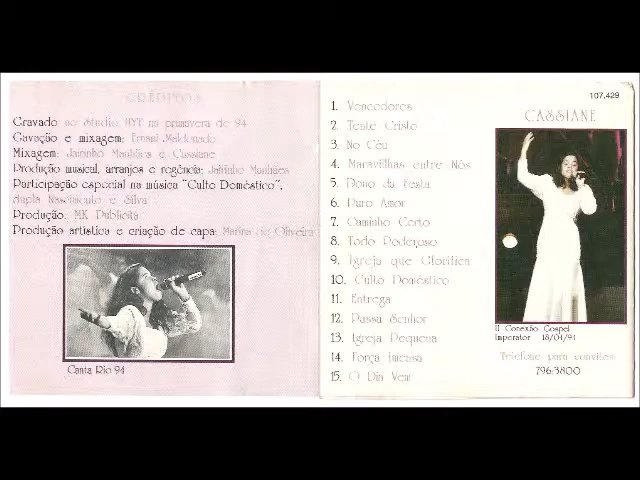 CRÉDITOS
Gravado ao Studio MYT na primavera de 94
Gavação e mixagem: Ernani Maldonado
Mixagem: Jairinho Manhães e Cassiane
Produção musical, arranjos e regência: Jairinho Manhães
Participação especial na música "Culto Doméstico",
dupla Nascimento e Silva
Produção: MK Publicitá
Produção artística e criação de capa: Marina de Oliveira
Canta Rio 94
107.429
CASSIANE
1. Vencedores
2. Tente Cristo
3. No Céu
4. Maravilhas entre Nós
5. Dono da Festa
6. Puro Amor
7. Caminho Certo
8. Todo Poderoso
9. Igreja que Glorifica
10. Culto Doméstico
11. Entrega
12. Passa Senhor
13. Igreja Pequena
14. Força imensa
15. O Dia Vem
II Conexão Gospel
Imperator 18/04/94
Telefone para convites
796-3800